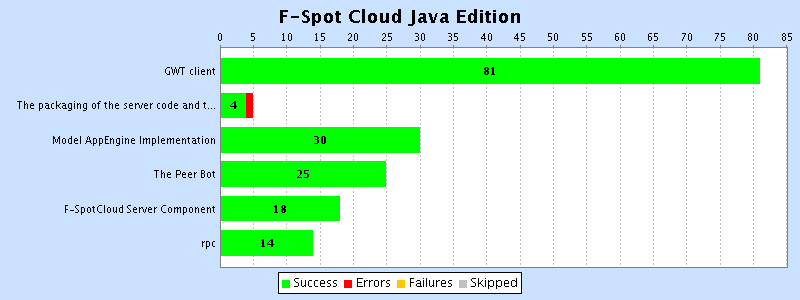 F-Spot Cloud Java Edition
0 5 10 15 20 25 30 35 40 45 50 55 60 65 70 75 80 85
GWT client 81
The packaging of the server code and t... 4
Model AppEngine Implementation 30
The Peer Bot 25
F-SpotCloud Server Component 18
rpc 14
Success Errors Failures Skipped